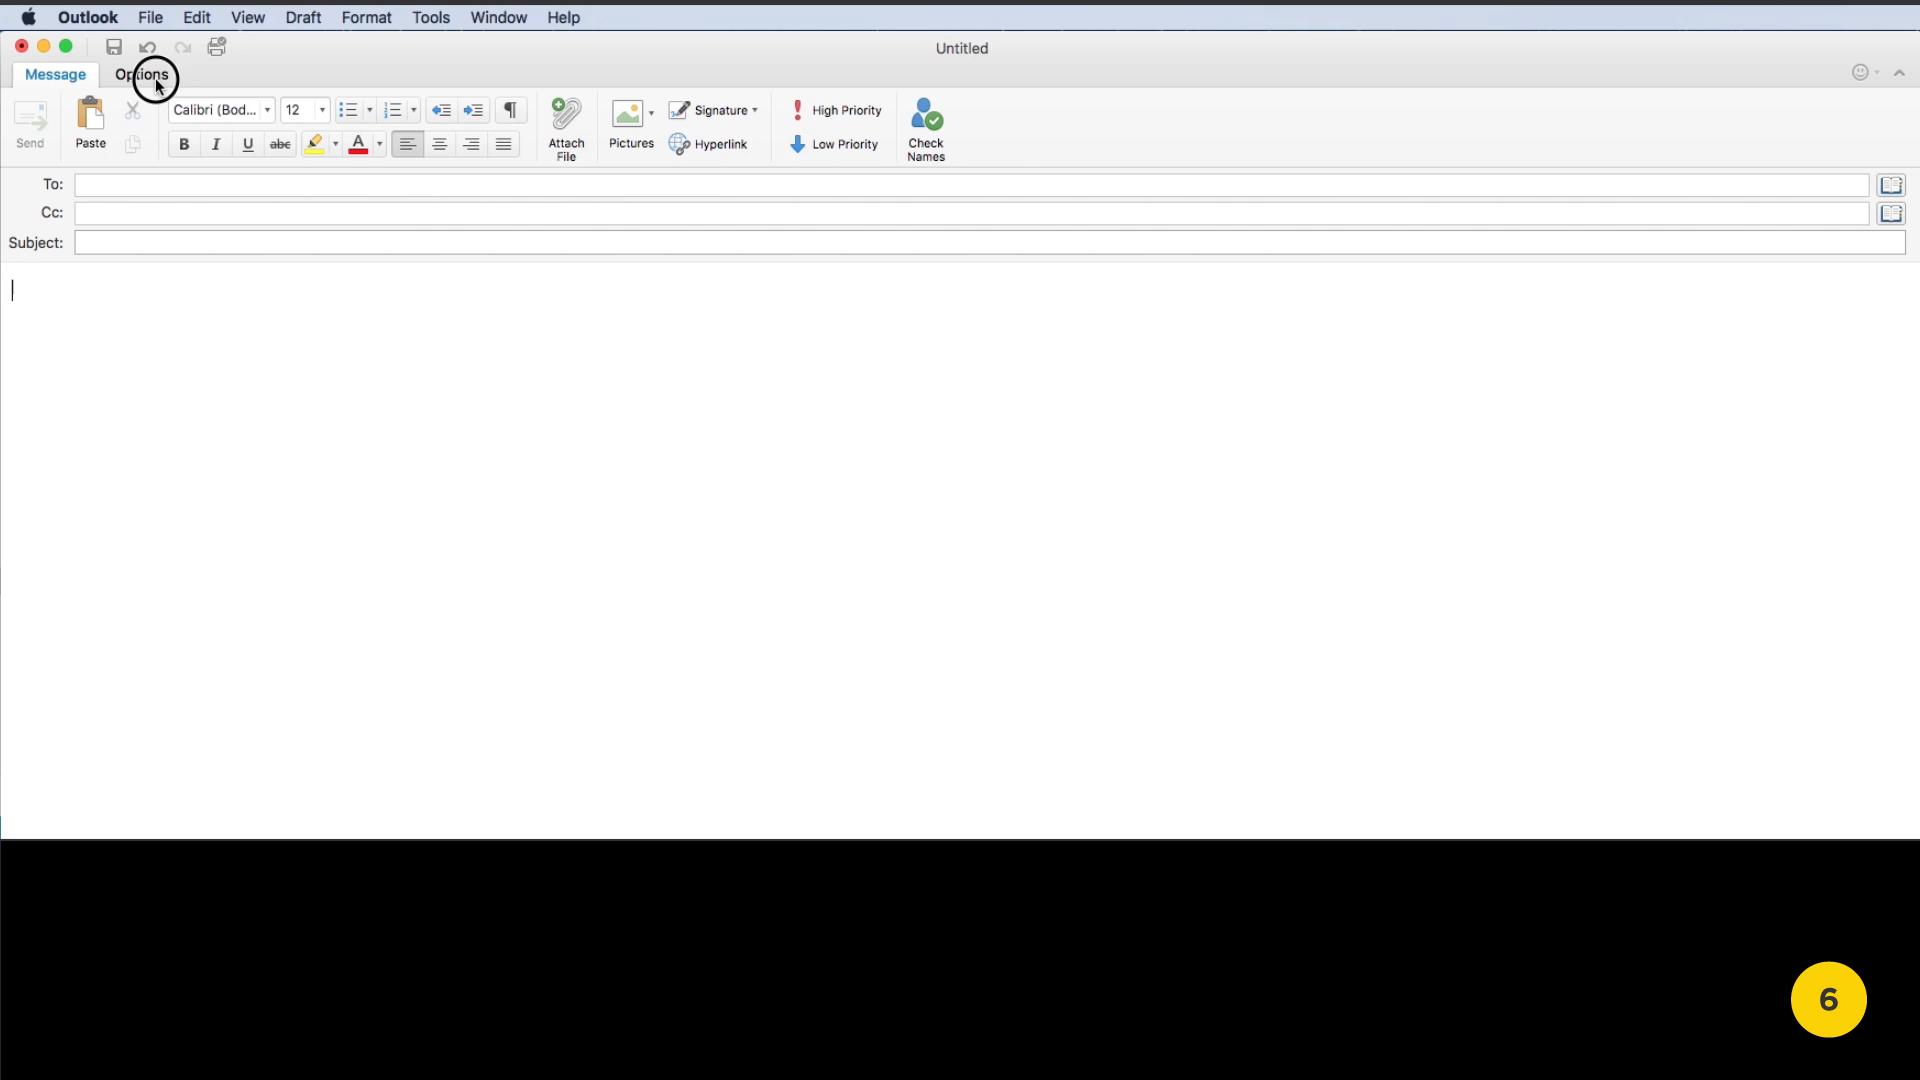 Outlook File Edit View Draft Format Tools Window Help
Untitled
Message Options
Calibri (Bod... 12
Send Paste B I U abc A Attach File Pictures Signature Hyperlink High Priority Low Priority Check Names
To:
Cc:
Subject:
6